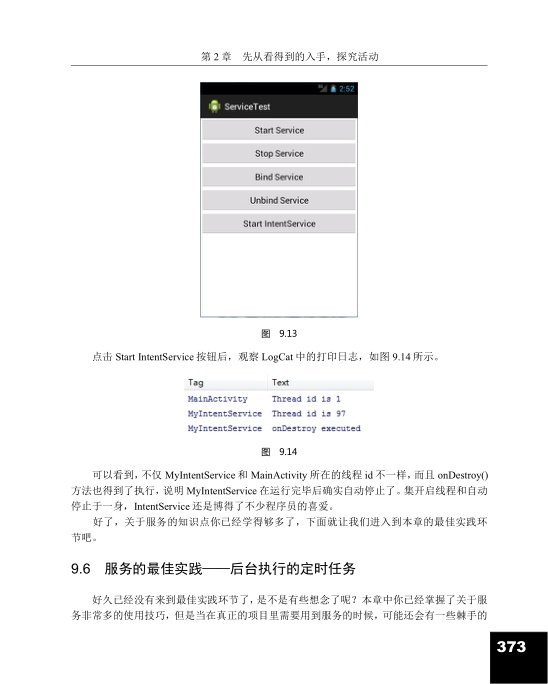 第 2 章 先从看得到的入手，探究活动
2:52
ServiceTest
Start Service
Stop Service
Bind Service
Unbind Service
Start IntentService
图 9.13
点击 Start IntentService 按钮后，观察 LogCat 中的打印日志，如图 9.14 所示。
Tag Text
MainActivity Thread id is 1
MyIntentService Thread id is 97
MyIntentService onDestroy executed
图 9.14
可以看到，不仅 MyIntentService 和 MainActivity 所在的线程 id 不一样，而且 onDestroy()
方法也得到了执行，说明 MyIntentService 在运行完毕后确实自动停止了。集开启线程和自动
停止于一身，IntentService 还是博得了不少程序员的喜爱。
好了，关于服务的知识点你已经学得够多了，下面就让我们进入到本章的最佳实践环
节吧。
9.6 服务的最佳实践——后台执行的定时任务
好久已经没有来到最佳实践环节了，是不是有些想念了呢？本章中你已经掌握了关于服
务非常多的使用技巧，但是当在真正的项目里需要用到服务的时候，可能还会有一些棘手的
373